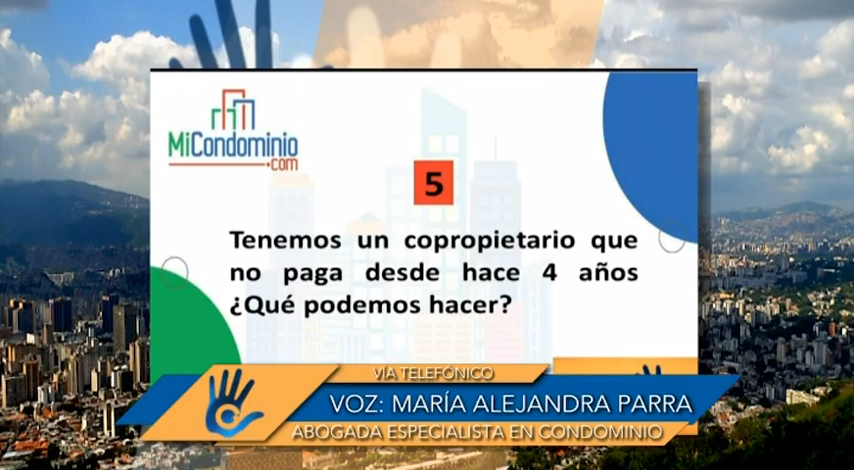 MiCondominio
.com
5
Tenemos un copropietario que
no paga desde hace 4 años
¿Qué podemos hacer?
VÍA TELEFÓNICO
VOZ: MARÍA ALEJANDRA PARRA
ABOGADA ESPECIALISTA EN CONDOMINIO